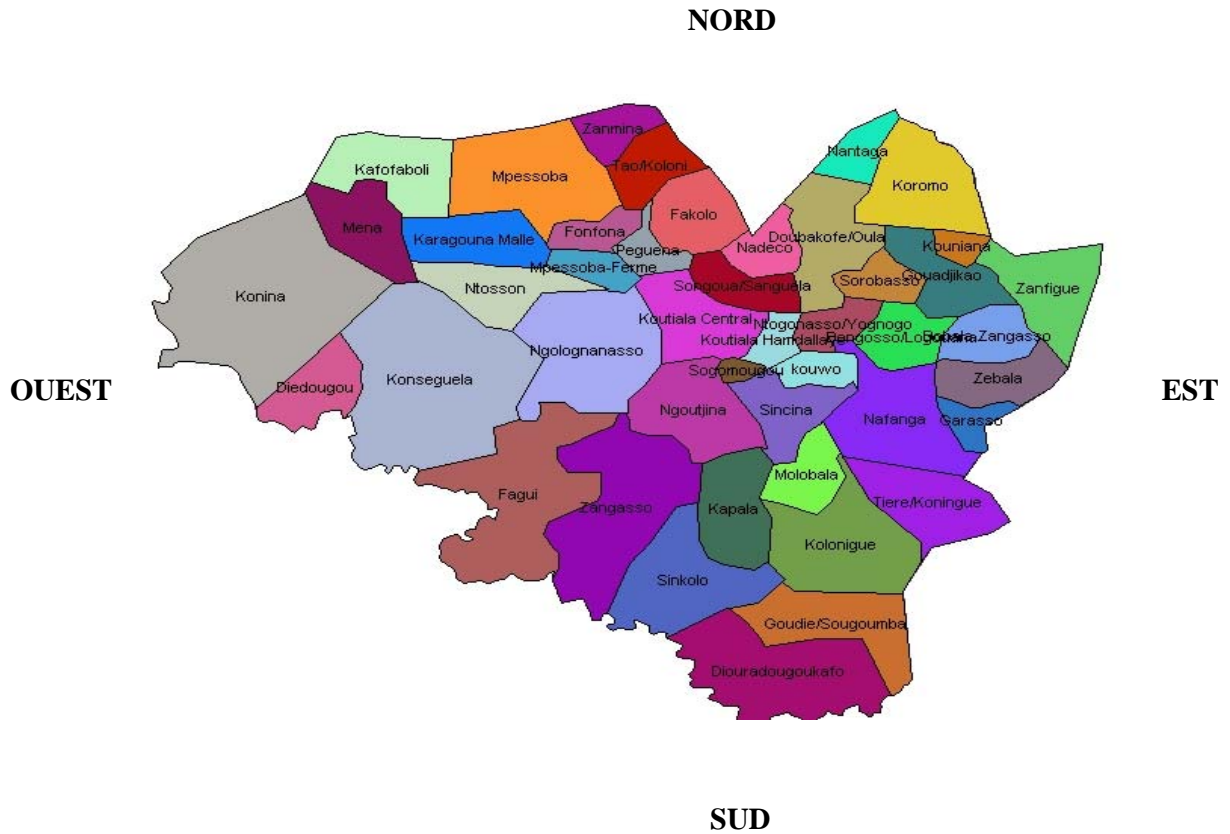 NORD
Zanmina
Nantaga
Kafofaboli
Tao/Koloni
Mpessoba
Koromo
Fakolo
Mena
Fonfona
Karagouna Malle
Doubakofe/Oula
Nadeco
Kouniana
Peguena
Mpessoba-Ferme
Gouadjikao
Songoua/Sanguela
Sorobasso
Zanfigue
Ntosson
Konina
Koutiala Central
Ntogonasso/Yognogo
Koutiala Hamdallaye
Zangasso
Ngolognanasso
Sogomougou
kouwo
Zebala
OUEST
Diedougou
Konseguela
EST
Ngoutjina
Sincina
Nafanga
Garasso
Molobala
Fagui
Zangasso
Kapala
Tiere/Koningue
Kolonigue
Sinkolo
Goudie/Sougoumba
Diouradougoukafo
SUD